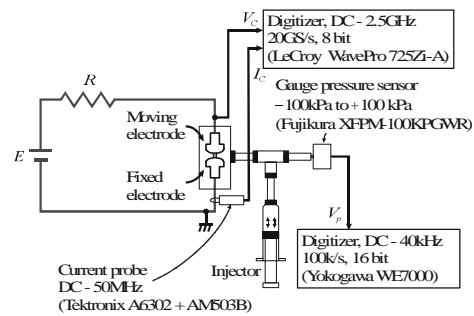 V_C
Digitizer, DC - 2.5GHz
20GS/s, 8 bit
(LeCroy WavePro 725Zi-A)
I_C
R
Gauge pressure sensor
-100kPa to +100 kPa
(Fujikura XFPM-100KPGWR)
Moving
electrode
E
Fixed
electrode
V_p
Digitizer, DC - 40kHz
100k/s, 16 bit
(Yokogawa WE7000)
Current probe
DC - 50MHz
(Tektronix A6302 + AM503B)
Injector